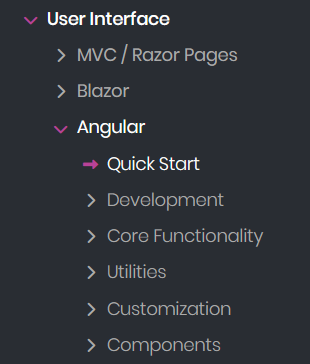 User Interface
MVC / Razor Pages
Blazor
Angular
Quick Start
Development
Core Functionality
Utilities
Customization
Components